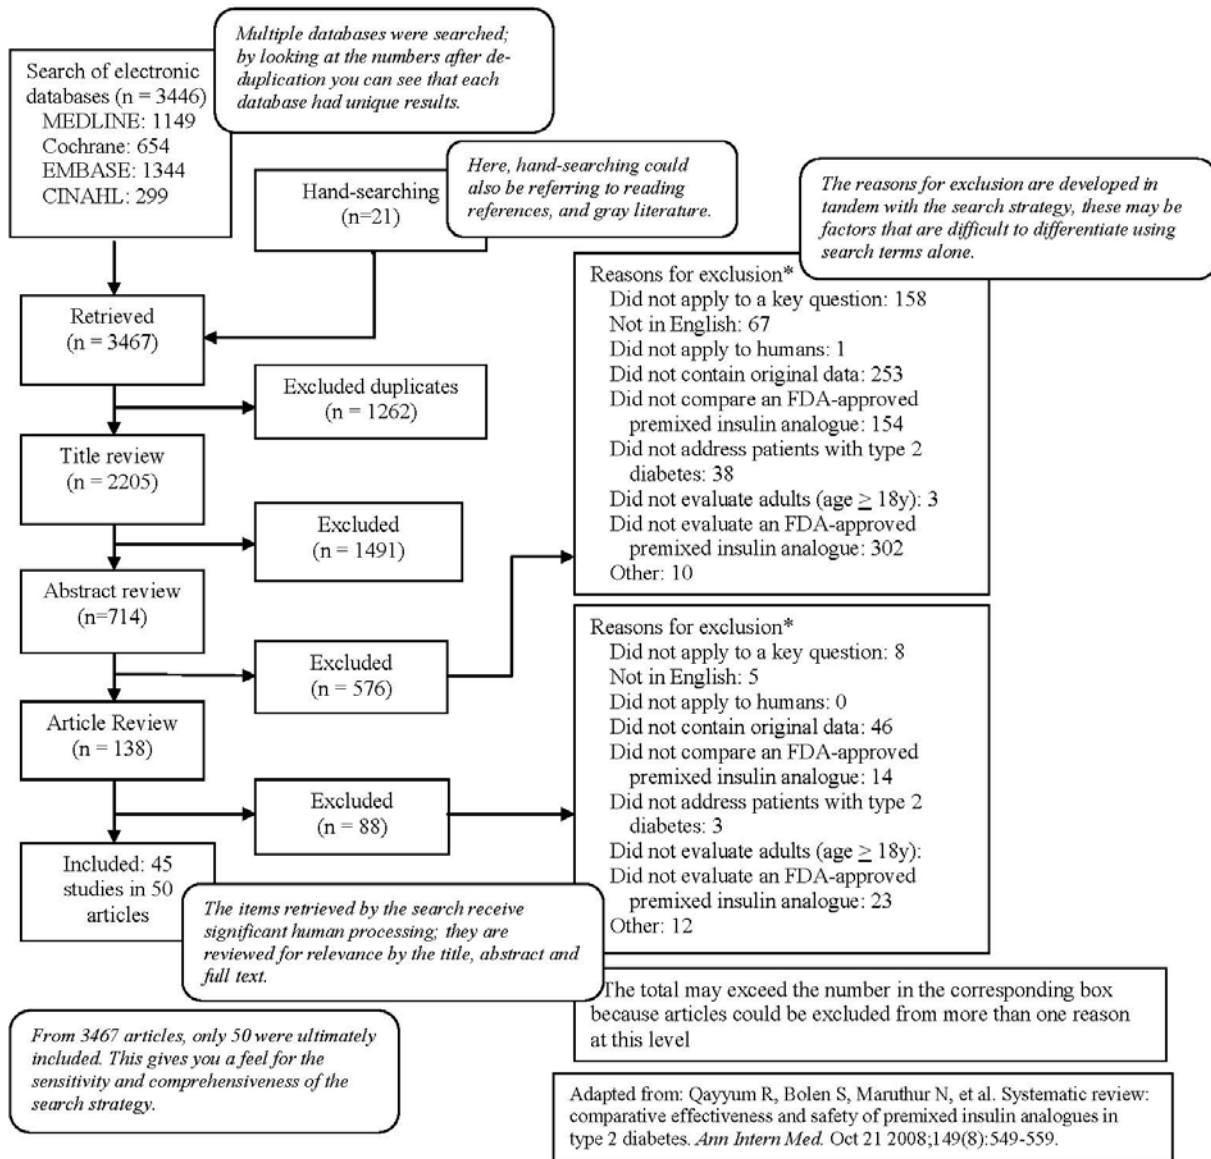 Multiple databases were searched;
by looking at the numbers after de-
duplication you can see that each
database had unique results.
Search of electronic
databases (n = 3446)
MEDLINE: 1149
Cochrane: 654
EMBASE: 1344
CINAHL: 299
Hand-searching
(n=21)
Here, hand-searching could
also be referring to reading
references, and gray literature.
The reasons for exclusion are developed in
tandem with the search strategy, these may be
factors that are difficult to differentiate using
search terms alone.
Retrieved
(n = 3467)
Excluded duplicates
(n = 1262)
Title review
(n = 2205)
Excluded
(n = 1491)
Abstract review
(n=714)
Excluded
(n = 576)
Reasons for exclusion*
Did not apply to a key question: 158
Not in English: 67
Did not apply to humans: 1
Did not contain original data: 253
Did not compare an FDA-approved
premixed insulin analogue: 154
Did not address patients with type 2
diabetes: 38
Did not evaluate adults (age ≥ 18y): 3
Did not evaluate an FDA-approved
premixed insulin analogue: 302
Other: 10
Article Review
(n = 138)
Excluded
(n = 88)
Reasons for exclusion*
Did not apply to a key question: 8
Not in English: 5
Did not apply to humans: 0
Did not contain original data: 46
Did not compare an FDA-approved
premixed insulin analogue: 14
Did not address patients with type 2
diabetes: 3
Did not evaluate adults (age ≥ 18y):
Did not evaluate an FDA-approved
premixed insulin analogue: 23
Other: 12
Included: 45
studies in 50
articles
The items retrieved by the search receive
significant human processing; they are
reviewed for relevance by the title, abstract and
full text.
The total may exceed the number in the corresponding box
because articles could be excluded from more than one reason
at this level
From 3467 articles, only 50 were ultimately
included. This gives you a feel for the
sensitivity and comprehensiveness of the
search strategy.
Adapted from: Qayyum R, Bolen S, Maruthur N, et al. Systematic review:
comparative effectiveness and safety of premixed insulin analogues in
type 2 diabetes. Ann Intern Med. Oct 21 2008;149(8):549-559.